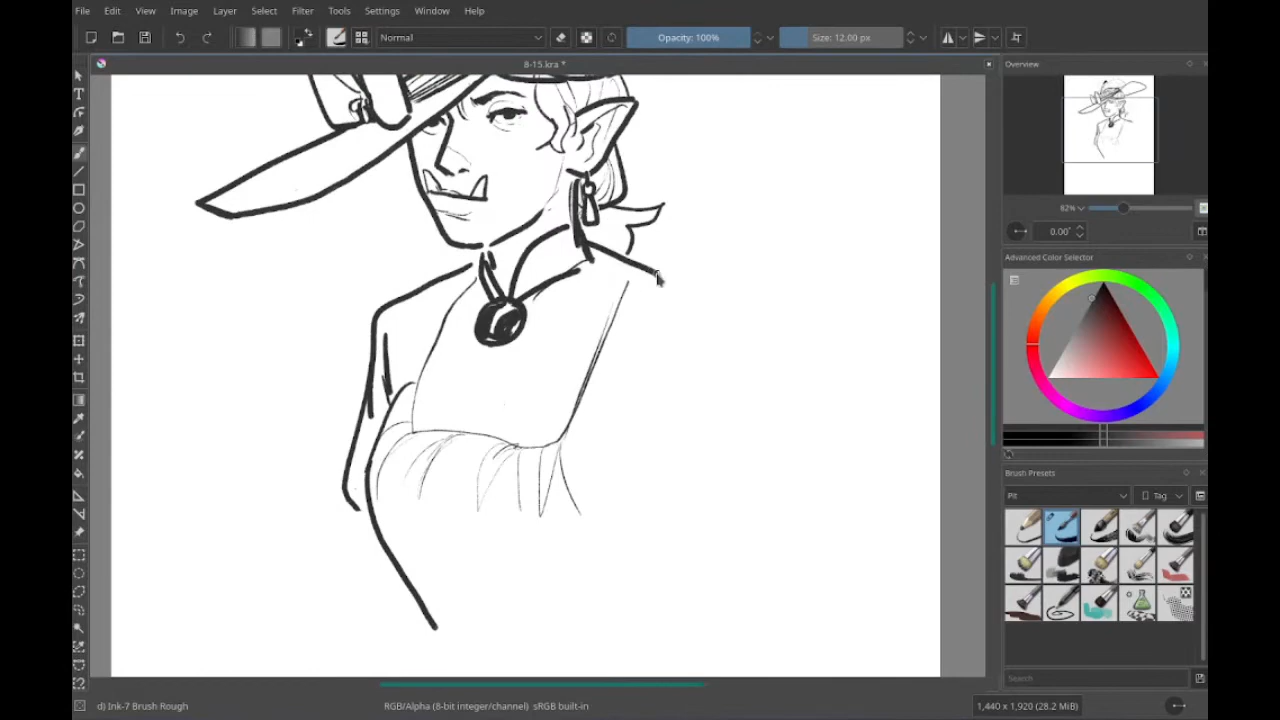 File Edit View Image Layer Select Filter Tools Settings Window Help
Normal Opacity: 100% Size: 12.00 px
8-15.kra *
Overview
82%
0.00°
Advanced Color Selector
Brush Presets
Pit Tag
Search
d) Ink-7 Brush Rough RGB/Alpha (8-bit integer/channel) sRGB built-in 1,440 x 1,920 (28.2 MiB)